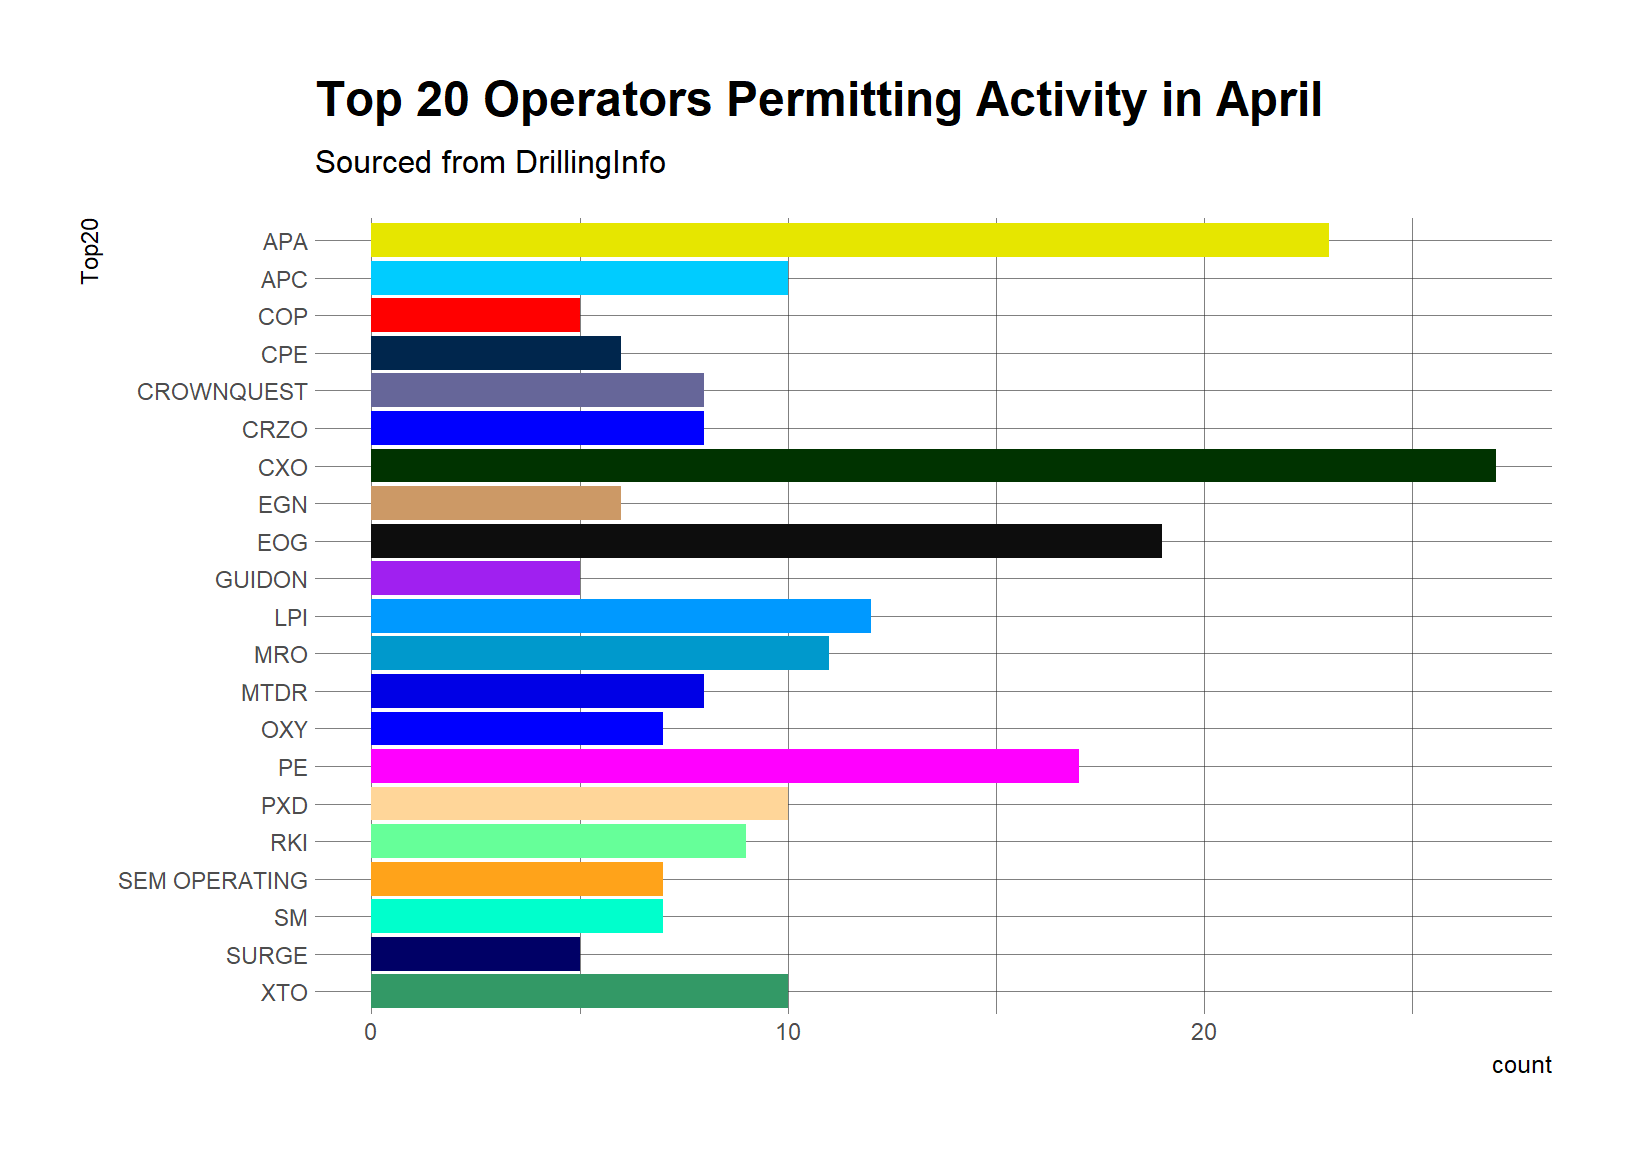 Top 20 Operators Permitting Activity in April
Sourced from DrillingInfo
Top20
APA
APC
COP
CPE
CROWNQUEST
CRZO
CXO
EGN
EOG
GUIDON
LPI
MRO
MTDR
OXY
PE
PXD
RKI
SEM OPERATING
SM
SURGE
XTO
0 10 20
count